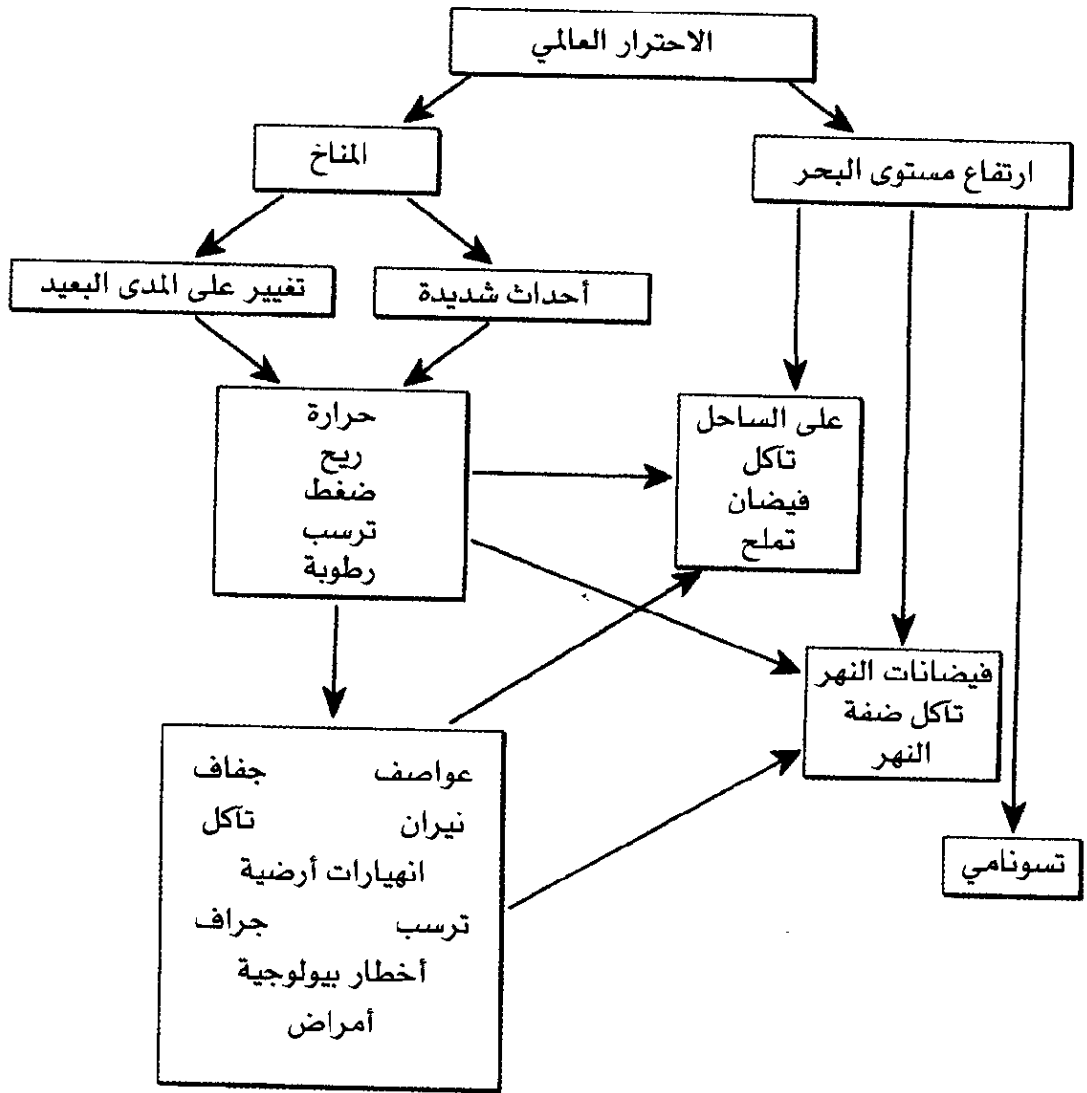 الاحترار العالمي
المناخ
ارتفاع مستوى البحر
تغيير على المدى البعيد
أحداث شديدة
حرارة
ريح
ضغط
ترسب
رطوبة
على الساحل
تآكل
فيضان
تملح
فيضانات النهر
تآكل ضفة
النهر
تسونامي
عواصف جفاف
نيران تآكل
انهيارات أرضية
ترسب جراف
أخطار بيولوجية
أمراض